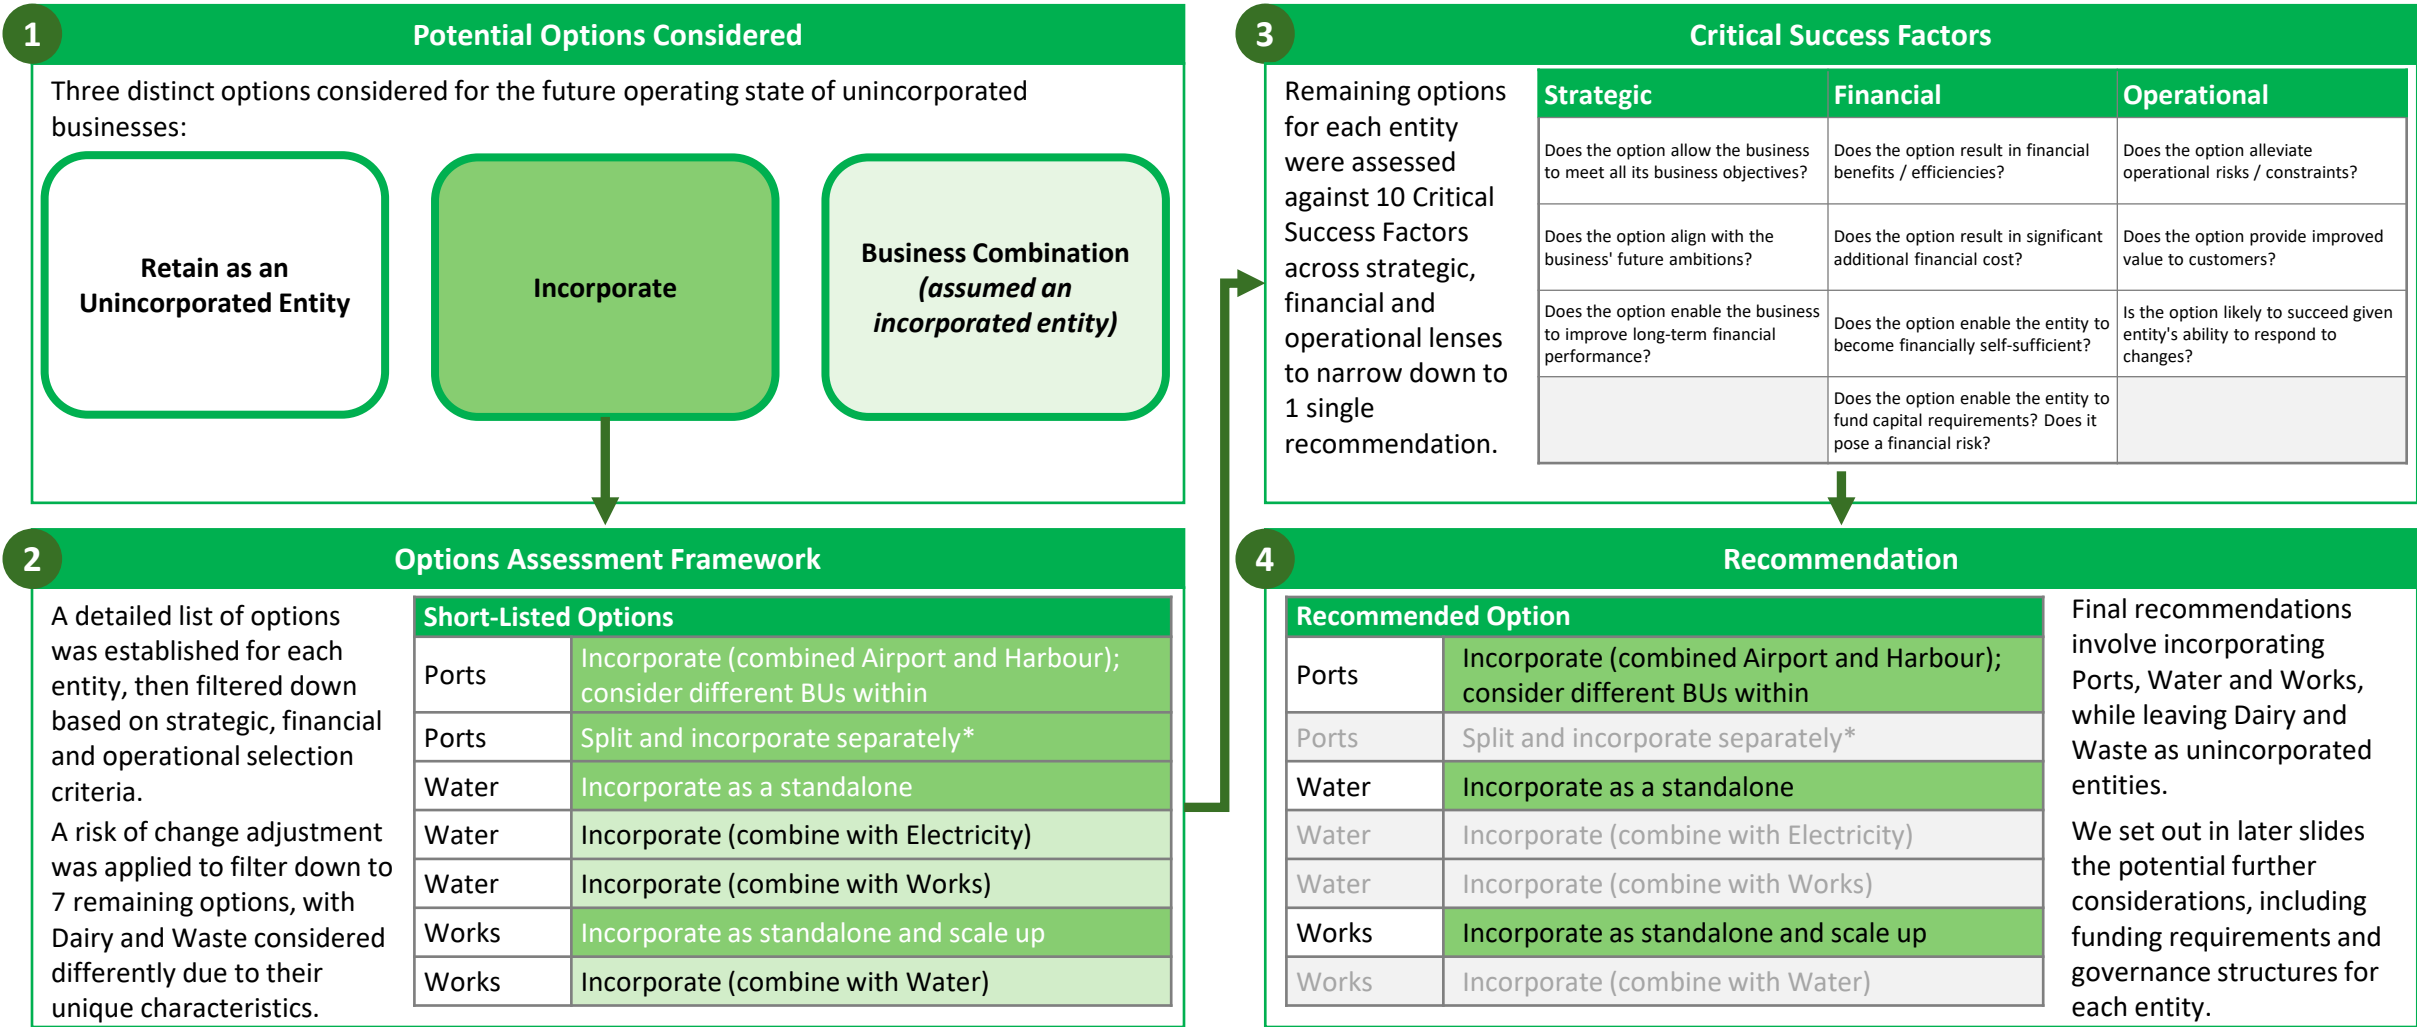 1
Potential Options Considered
Three distinct options considered for the future operating state of unincorporated
businesses:
Retain as an
Unincorporated Entity
Incorporate
Business Combination
(assumed an
incorporated entity)
2
Options Assessment Framework
A detailed list of options
was established for each
entity, then filtered down
based on strategic, financial
and operational selection
criteria.
A risk of change adjustment
was applied to filter down to
7 remaining options, with
Dairy and Waste considered
differently due to their
unique characteristics.
Short-Listed Options
Ports
Incorporate (combined Airport and Harbour);
consider different BUs within
Ports
Split and incorporate separately*
Water
Incorporate as a standalone
Water
Incorporate (combine with Electricity)
Water
Incorporate (combine with Works)
Works
Incorporate as standalone and scale up
Works
Incorporate (combine with Water)
3
Critical Success Factors
Remaining options
for each entity
were assessed
against 10 Critical
Success Factors
across strategic,
financial and
operational lenses
to narrow down to
1 single
recommendation.
Strategic
Financial
Operational
Does the option allow the business
to meet all its business objectives?
Does the option result in financial
benefits / efficiencies?
Does the option alleviate
operational risks / constraints?
Does the option align with the
business' future ambitions?
Does the option result in significant
additional financial cost?
Does the option provide improved
value to customers?
Does the option enable the business
to improve long-term financial
performance?
Does the option enable the entity to
become financially self-sufficient?
Is the option likely to succeed given
entity's ability to respond to
changes?
Does the option enable the entity to
fund capital requirements? Does it
pose a financial risk?
4
Recommendation
Recommended Option
Ports
Incorporate (combined Airport and Harbour);
consider different BUs within
Ports
Split and incorporate separately*
Water
Incorporate as a standalone
Water
Incorporate (combine with Electricity)
Water
Incorporate (combine with Works)
Works
Incorporate as standalone and scale up
Works
Incorporate (combine with Water)
Final recommendations
involve incorporating
Ports, Water and Works,
while leaving Dairy and
Waste as unincorporated
entities.
We set out in later slides
the potential further
considerations, including
funding requirements and
governance structures for
each entity.